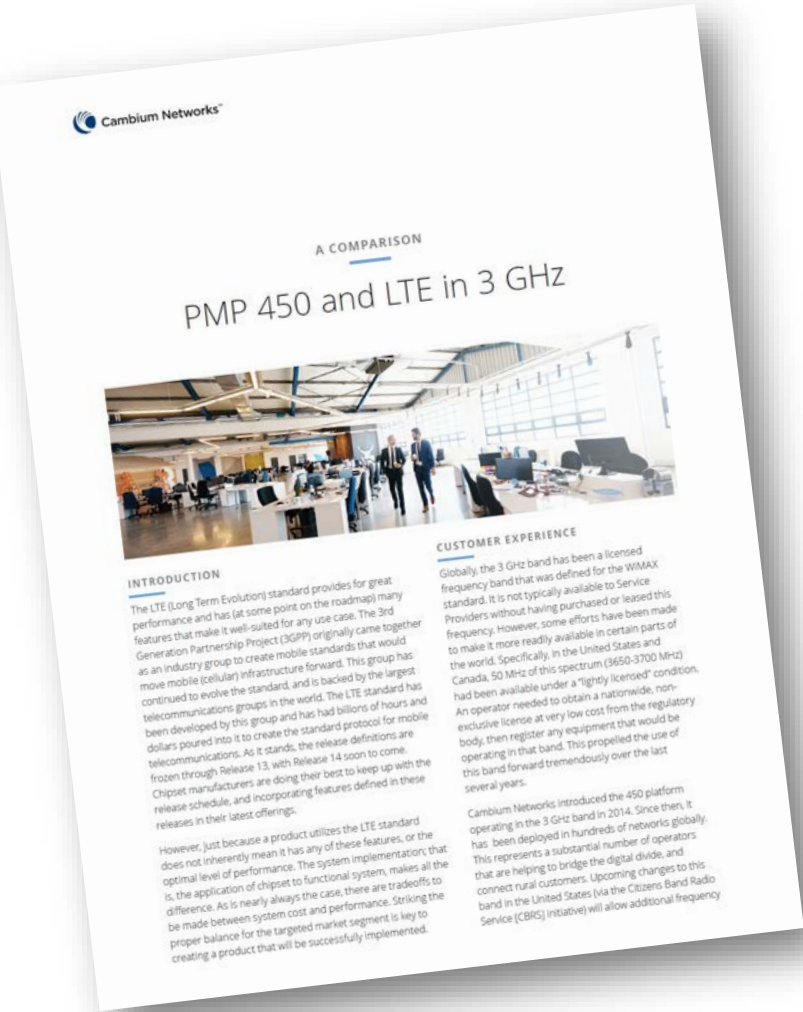 Cambium Networks™
A COMPARISON
PMP 450 and LTE in 3 GHz
INTRODUCTION
The LTE (Long Term Evolution) standard provides for great
performance and has (at some point on the roadmap) many
features that make it well-suited for any use case. The 3rd
Generation Partnership Project (3GPP) originally came together
as an industry group to create mobile standards that would
move mobile (cellular) infrastructure forward. This group has
continued to evolve the standard, and is backed by the largest
telecommunications groups in the world. The LTE standard has
been developed by this group and has had billions of hours and
dollars poured into it to create the standard protocol for mobile
telecommunications. As it stands, the release definitions are
frozen through Release 13, with Release 14 soon to come.
Chipset manufacturers are doing their best to keep up with the
release schedule, and incorporating features defined in these
releases in their latest offerings.
However, just because a product utilizes the LTE standard
does not inherently mean it has any of these features, or the
optimal level of performance. The system implementation; that
is, the application of chipset to functional system, makes all the
difference. As is nearly always the case, there are tradeoffs to
be made between system cost and performance. Striking the
proper balance for the targeted market segment is key to
creating a product that will be successfully implemented.
CUSTOMER EXPERIENCE
Globally, the 3 GHz band has been a licensed
frequency band that was defined for the WiMAX
standard. It is not typically available to Service
Providers without having purchased or leased this
frequency. However, some efforts have been made
to make it more readily available in certain parts of
the world. Specifically, in the United States and
Canada, 50 MHz of this spectrum (3650-3700 MHz)
had been available under a "lightly licensed" condition.
An operator needed to obtain a nationwide, non-
exclusive license at very low cost from the regulatory
body, then register any equipment that would be
operating in that band. This propelled the use of
this band forward tremendously over the last
several years.
Cambium Networks introduced the 450 platform
operating in the 3 GHz band in 2014. Since then, it
has been deployed in hundreds of networks globally.
This represents a substantial number of operators
that are helping to bridge the digital divide, and
connect rural customers. Upcoming changes to this
band in the United States (via the Citizens Band Radio
Service [CBRS] initiative) will allow additional frequency